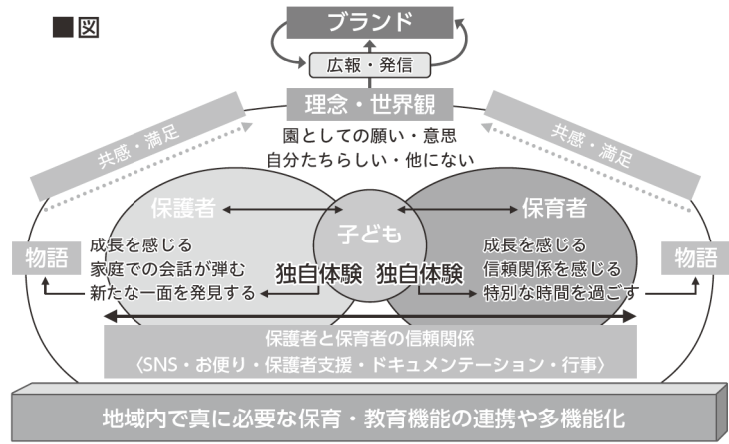 ■図
ブランド
広報・発信
理念・世界観
園としての願い・意思
自分たちらしい・他にない
共感・満足
共感・満足
保護者
子ども
保育者
物語
成長を感じる
家庭での会話が弾む
新たな一面を発見する
独自体験
独自体験
成長を感じる
信頼関係を感じる
特別な時間を過ごす
物語
保護者と保育者の信頼関係
〈SNS・お便り・保護者支援・ドキュメンテーション・行事〉
地域内で真に必要な保育・教育機能の連携や多機能化